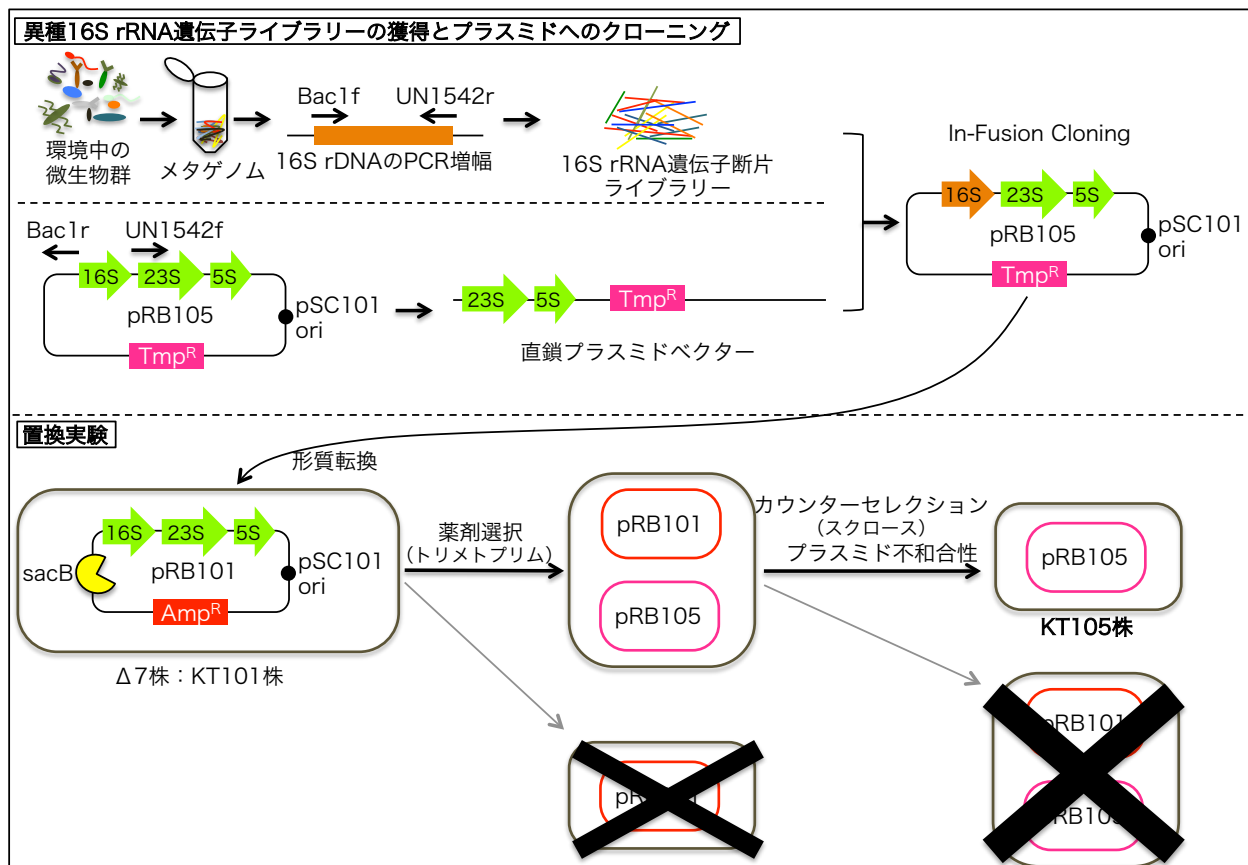 異種16S rRNA遺伝子ライブラリーの獲得とプラスミドへのクローニング
環境中の
微生物群
メタゲノム
Bac1f
UN1542r
16S rDNAのPCR増幅
16S rRNA遺伝子断片
ライブラリー
In-Fusion Cloning
16S
23S
5S
pRB105
pSC101
ori
Tmpᴿ
Bac1r
UN1542f
16S
23S
5S
pRB105
pSC101
ori
Tmpᴿ
23S
5S
Tmpᴿ
直鎖プラスミドベクター
置換実験
形質転換
16S
23S
5S
sacB
pRB101
pSC101
ori
Ampᴿ
Δ7株：KT101株
薬剤選択
（トリメトプリム）
pRB101
pRB105
カウンターセレクション
（スクロース）
プラスミド不和合性
pRB105
KT105株
pRB101
pRB105